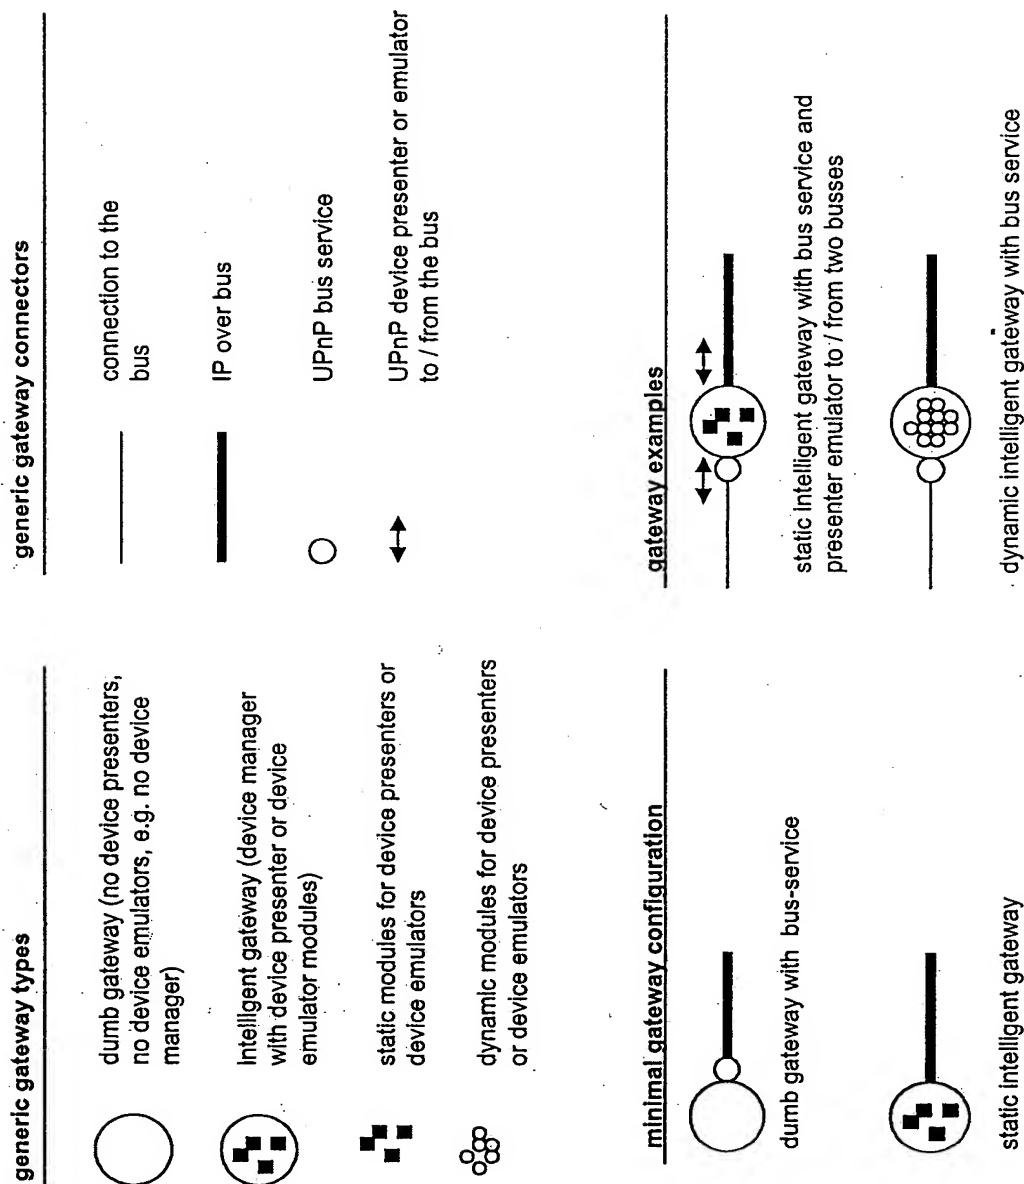 generic gateway types
dumb gateway (no device presenters,
no device emulators, e.g. no device
manager)
intelligent gateway (device manager
with device presenter or device
emulator modules)
static modules for device presenters or
device emulators
dynamic modules for device presenters
or device emulators
generic gateway connectors
connection to the
bus
IP over bus
UPnP bus service
UPnP device presenter or emulator
to / from the bus
minimal gateway configuration
dumb gateway with bus-service
static intelligent gateway
gateway examples
static intelligent gateway with bus service and
presenter emulator to / from two busses
dynamic intelligent gateway with bus service